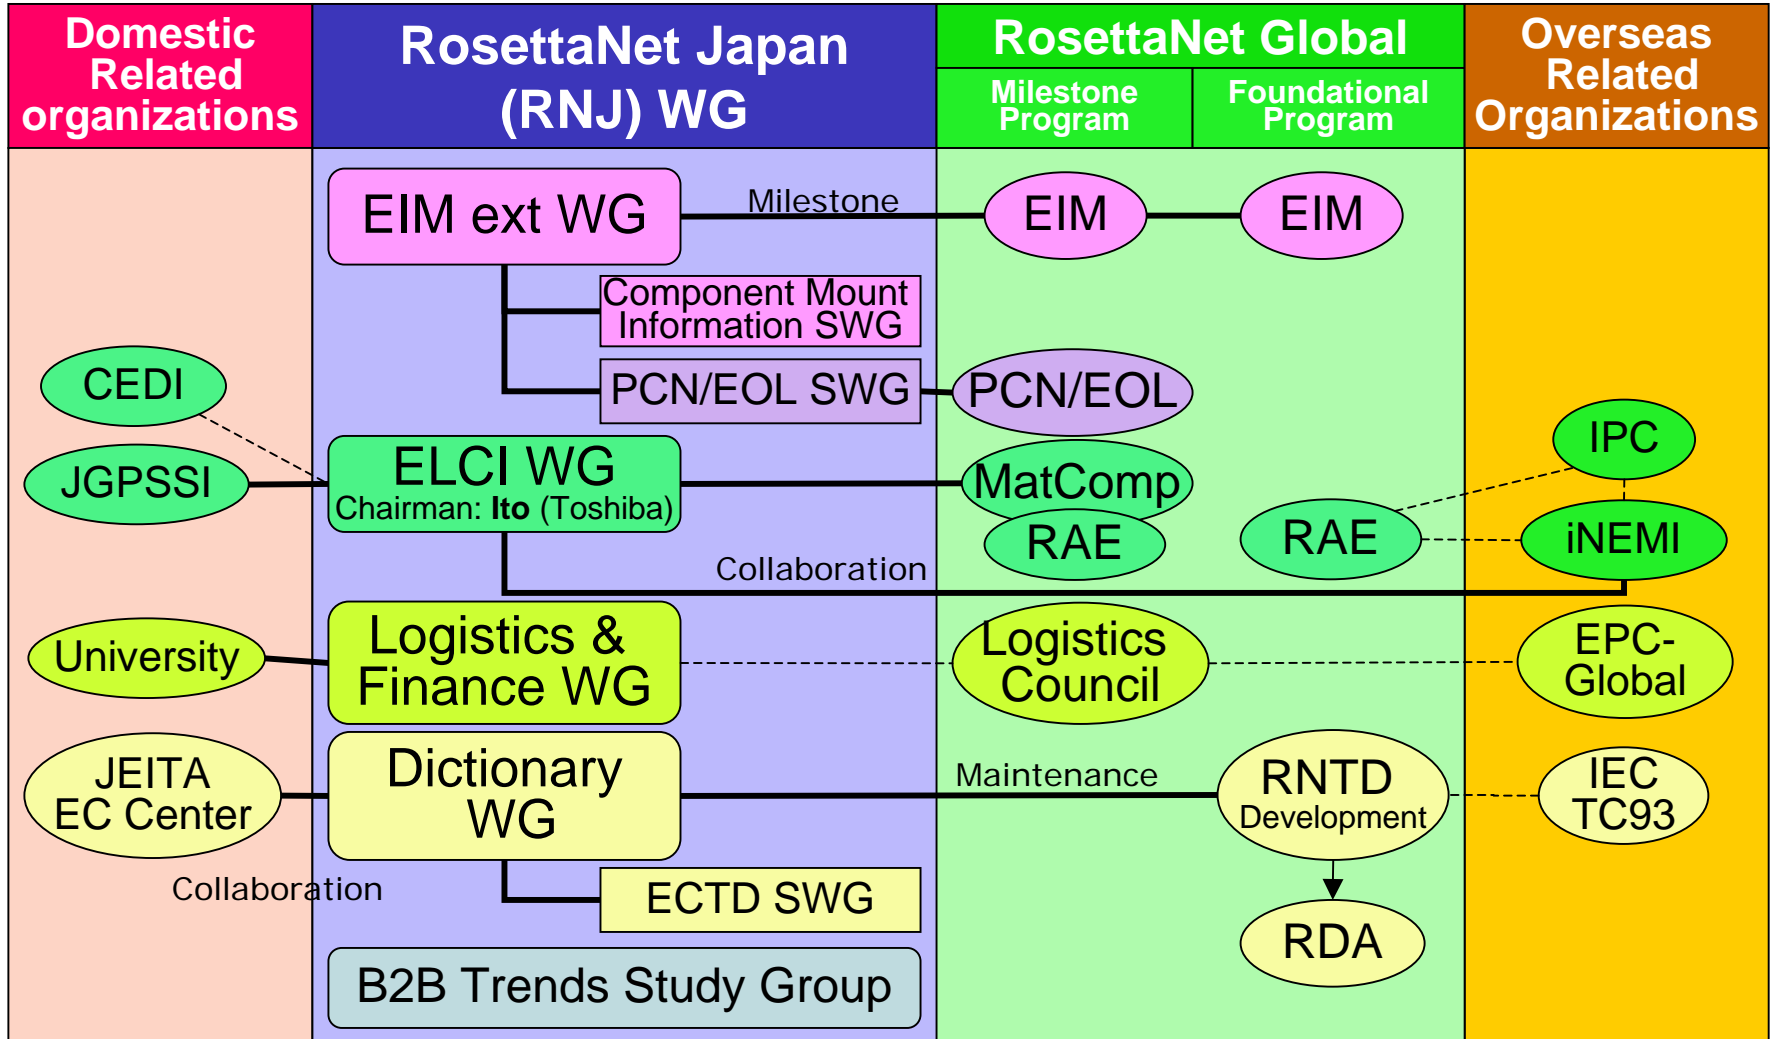 Domestic
Related
organizations
RosettaNet Japan
(RNJ) WG
RosettaNet Global
Milestone
Program
Foundational
Program
Overseas
Related
Organizations
EIM ext WG
Milestone
EIM
EIM
Component Mount
Information SWG
PCN/EOL SWG
PCN/EOL
CEDI
JGPSSI
ELCI WG
Chairman: Ito (Toshiba)
MatComp
RAE
RAE
IPC
iNEMI
Collaboration
University
Logistics &
Finance WG
Logistics
Council
EPC-
Global
JEITA
EC Center
Dictionary
WG
Maintenance
RNTD
Development
IEC
TC93
Collaboration
ECTD SWG
RDA
B2B Trends Study Group